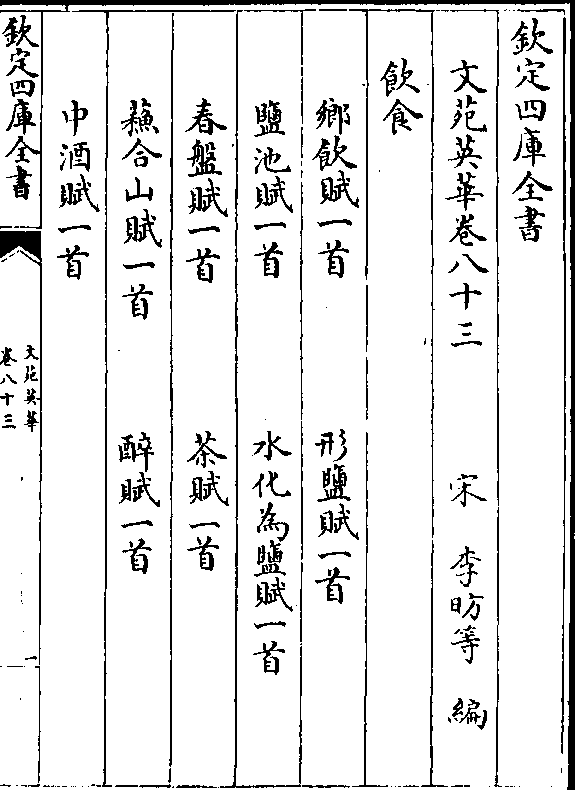 欽定四庫全書
文苑英華卷八十三　宋　李昉等　編
飲食
鄉飲賦一首　形鹽賦一首
鹽池賦一首　水化為鹽賦一首
春盤賦一首　茶賦一首
蘓合山賦一首　醉賦一首
中酒賦一首
欽定四庫全書
文苑英華
卷八十三
一